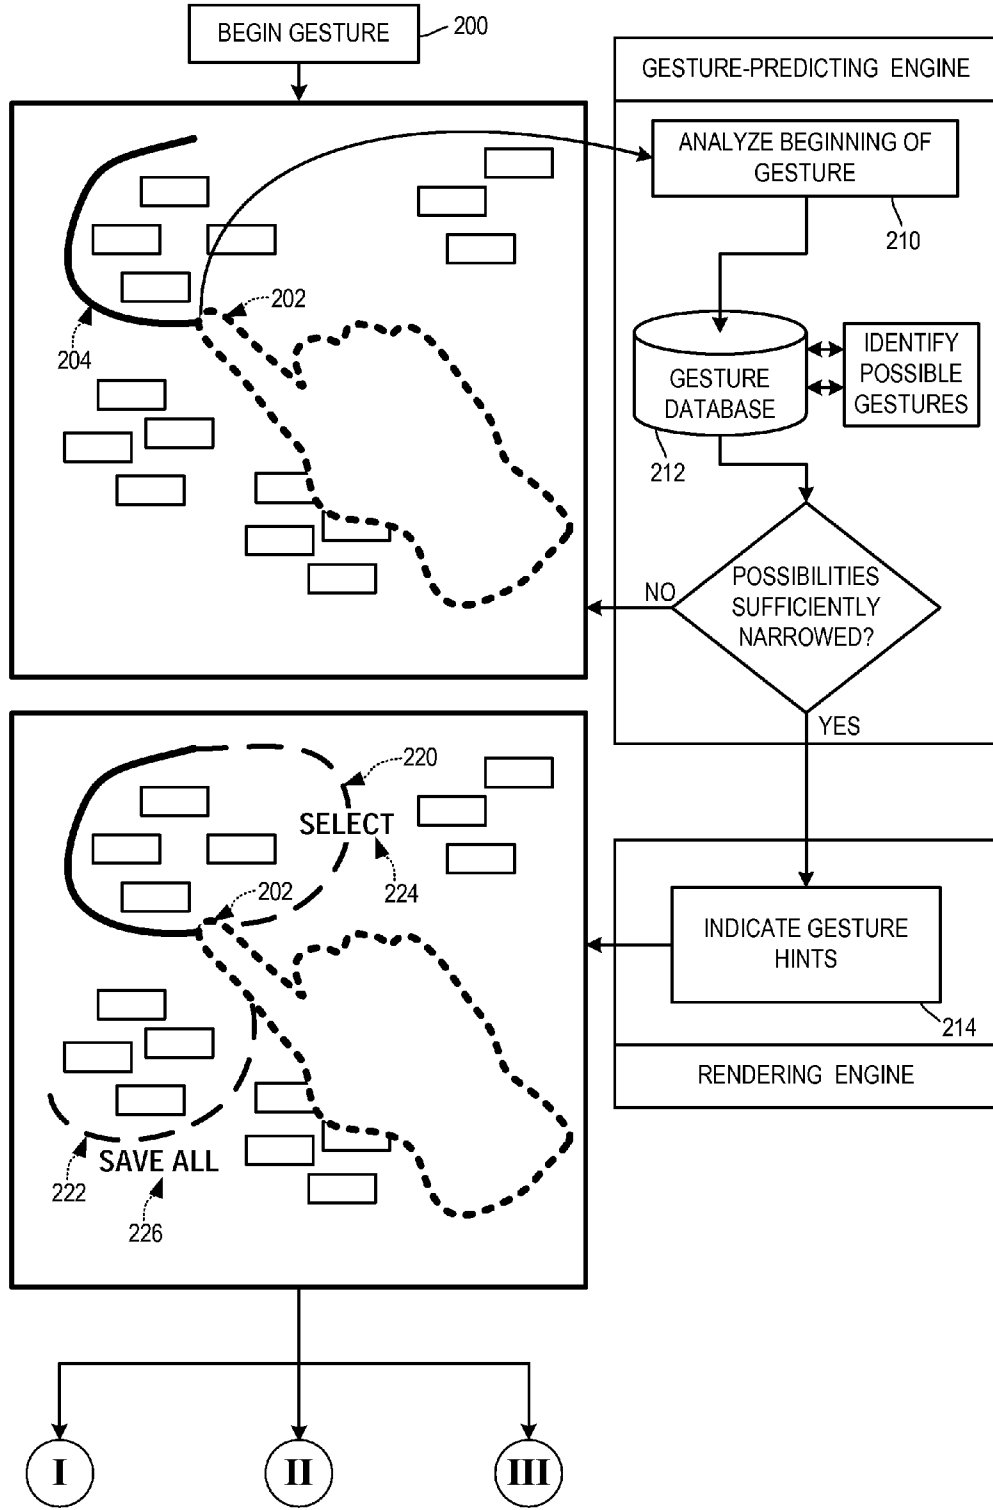 BEGIN GESTURE
200
GESTURE-PREDICTING ENGINE
ANALYZE BEGINNING OF
GESTURE
210
202
204
GESTURE
DATABASE
212
IDENTIFY
POSSIBLE
GESTURES
POSSIBILITIES
SUFFICIENTLY
NARROWED?
NO
YES
220
SELECT
224
202
222
SAVE ALL
226
INDICATE GESTURE
HINTS
214
RENDERING ENGINE
I
II
III